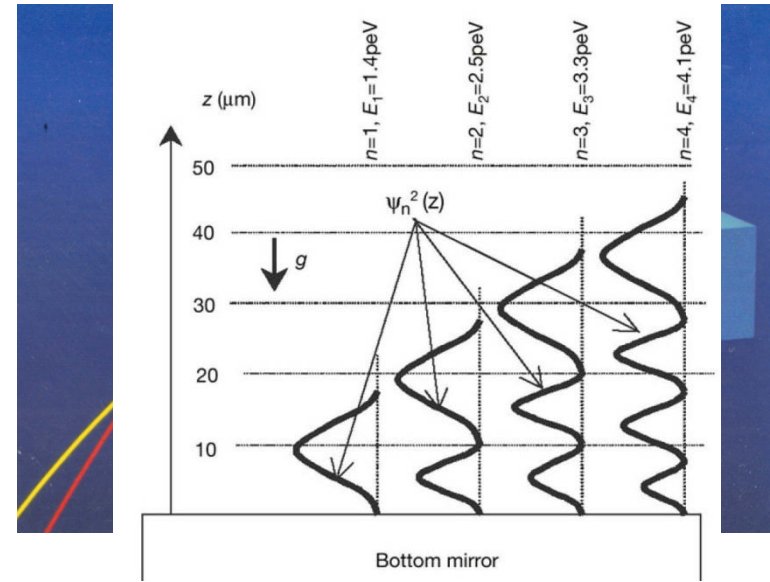 z (μm)
n=1, E₁=1.4peV
n=2, E₂=2.5peV
n=3, E₃=3.3peV
n=4, E₄=4.1peV
50
ψₙ² (z)
40
g
30
20
10
Bottom mirror